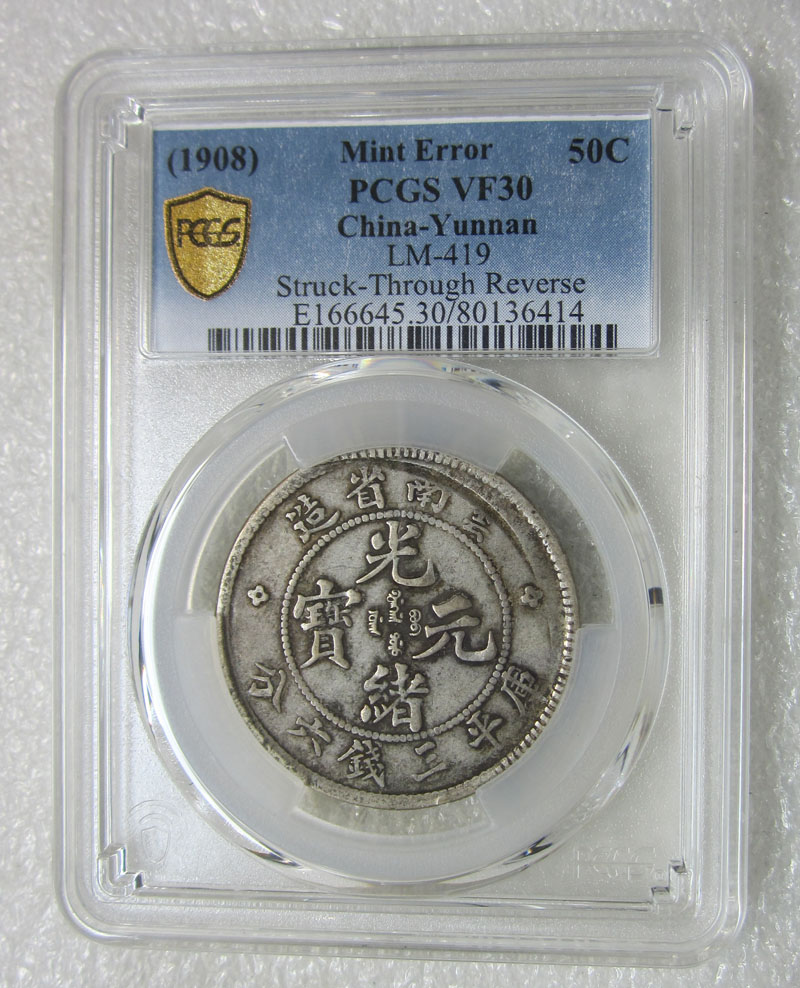 (1908) Mint Error 50C
PCGS PCGS VF30
China-Yunnan
LM-419
Struck-Through Reverse
E166645.30/80136414
南省造
光緒元寶
庫平三錢六分